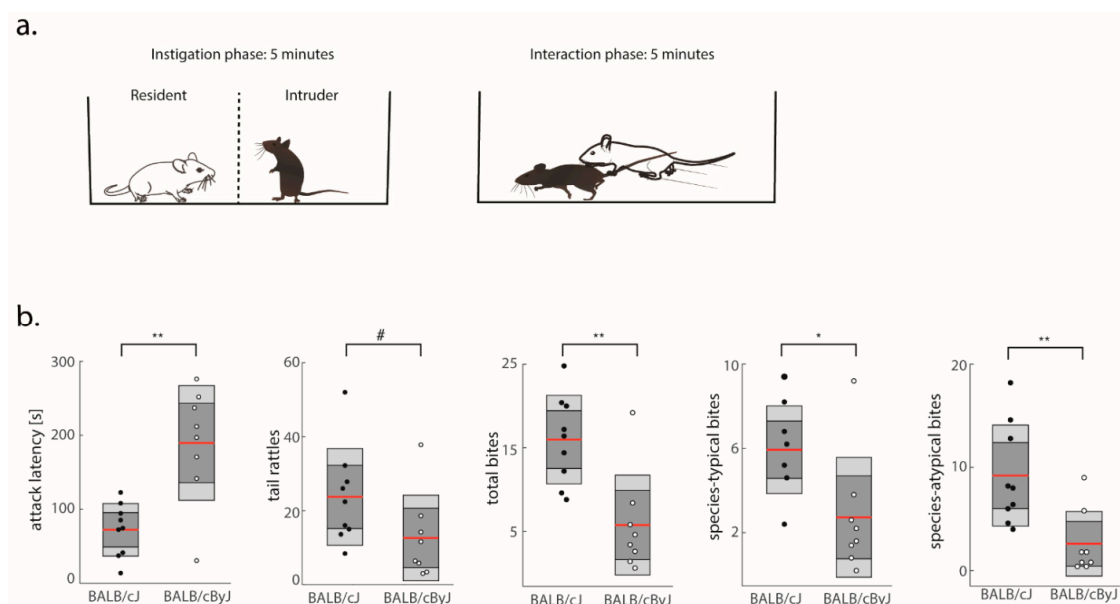 a.
Instigation phase: 5 minutes
Interaction phase: 5 minutes
Resident
Intruder
b.
**
#
**
*
**
attack latency [s]
300
200
100
0
BALB/cJ BALB/cByJ
tail rattles
60
40
20
0
BALB/cJ BALB/cByJ
total bites
25
15
5
BALB/cJ BALB/cByJ
species-typical bites
10
6
2
BALB/cJ BALB/cByJ
species-atypical bites
20
10
0
BALB/cJ BALB/cByJ